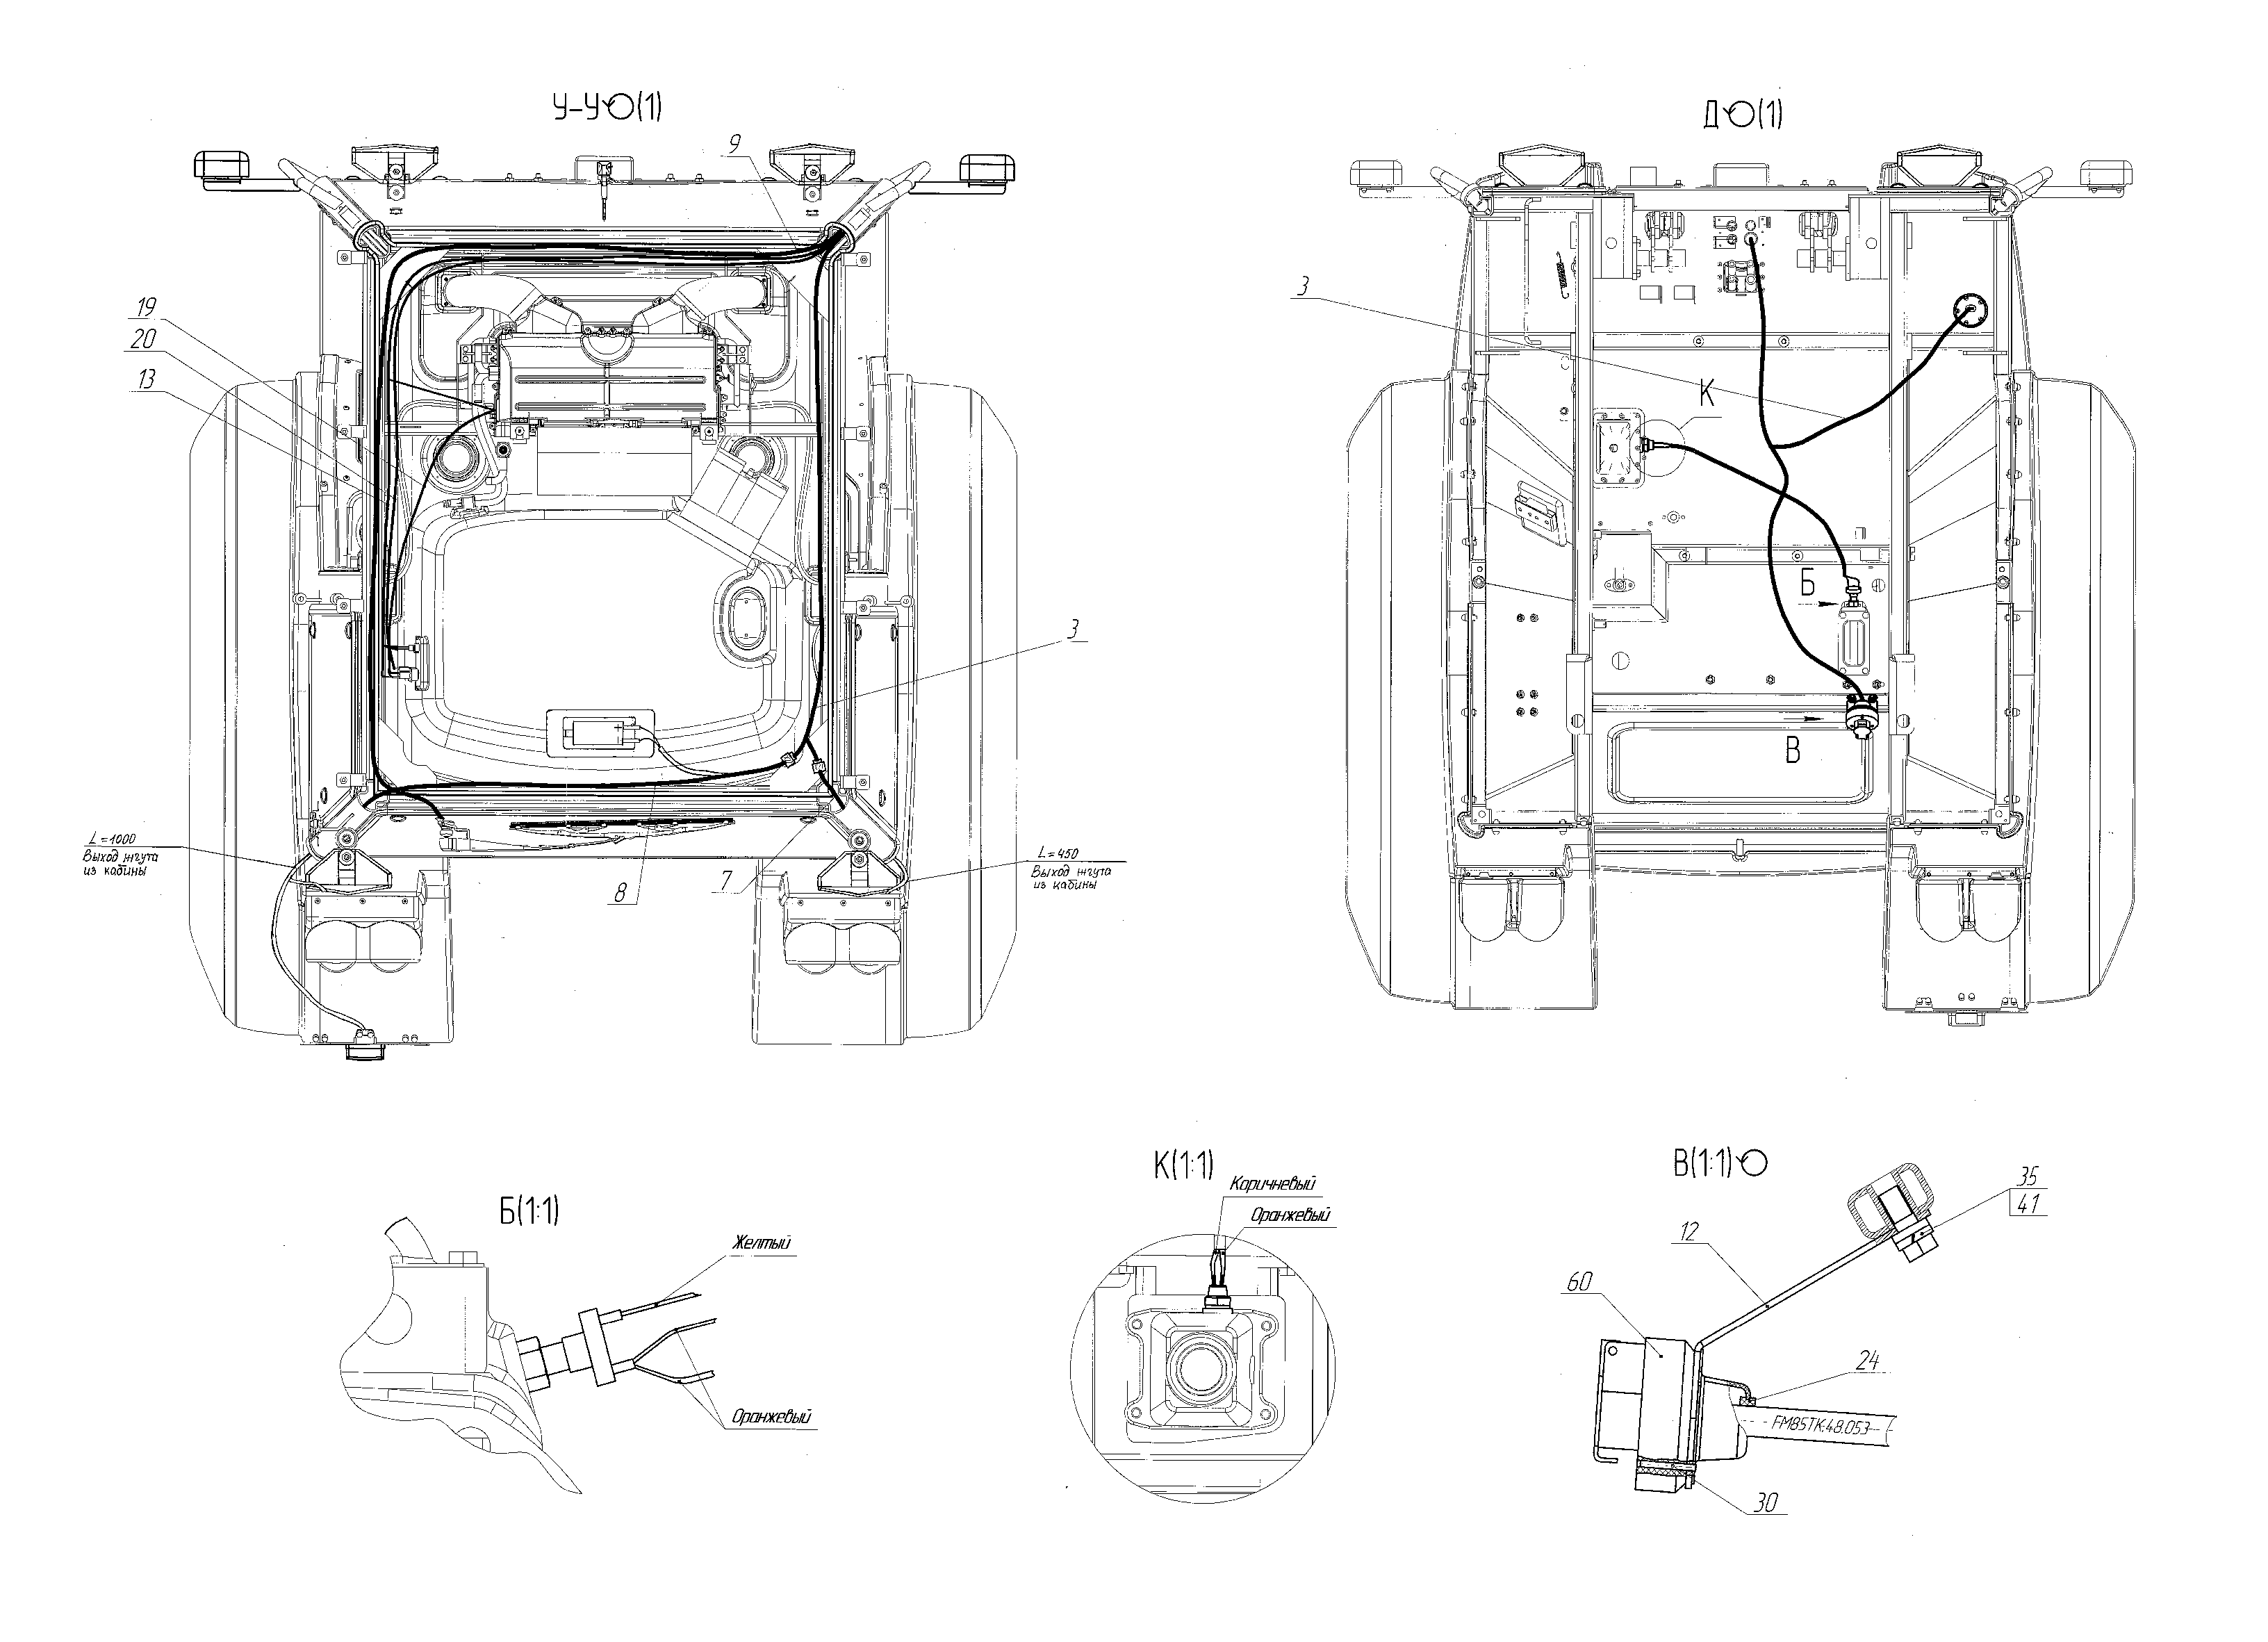 У-У(1)
9
19
20
13
3
L=1000
Выход жгута
из кабины
8
7
L=450
Выход жгута
из кабины
Д(1)
3
К
Б
В
Б(1:1)
Желтый
Оранжевый
К(1:1)
Коричневый
Оранжевый
В(1:1)
35
41
12
60
24
FM85TK.48.053
30